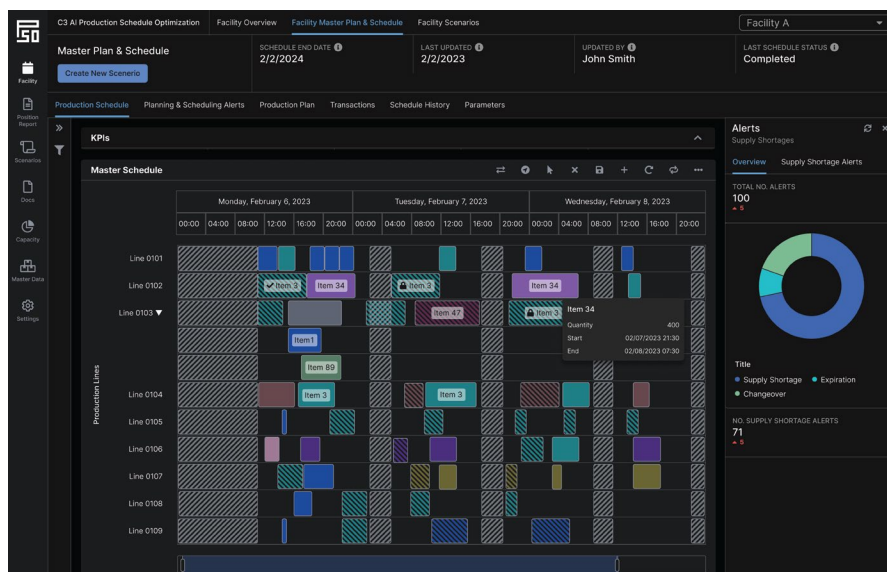 PSO
C3 AI Production Schedule Optimization
Facility Overview
Facility Master Plan & Schedule
Facility Scenarios
Facility A
Master Plan & Schedule
Create New Scenerio
SCHEDULE END DATE
2/2/2024
LAST UPDATED
2/2/2023
UPDATED BY
John Smith
LAST SCHEDULE STATUS
Completed
Facility
Position
Report
Scenarios
Docs
Capacity
Master Data
Settings
Production Schedule
Planning & Scheduling Alerts
Production Plan
Transactions
Schedule History
Parameters
KPIs
Master Schedule
Monday, February 6, 2023
Tuesday, February 7, 2023
Wednesday, February 8, 2023
00:00 04:00 08:00 12:00 16:00 20:00 00:00 04:00 08:00 12:00 16:00 20:00 00:00 04:00 08:00 12:00 16:00 20:00
Production Lines
Line 0101
Line 0102
Item 3
Item 34
Item 3
Item 34
Line 0103
Item 47
Item 3
Item1
Item 89
Line 0104
Item 3
Item 3
Line 0105
Line 0106
Line 0107
Line 0108
Line 0109
Item 34
Quantity 400
Start 02/07/2023 21:30
End 02/08/2023 07:30
Alerts
Supply Shortages
Overview
Supply Shortage Alerts
TOTAL NO. ALERTS
100
5
Title
Supply Shortage
Expiration
Changeover
NO. SUPPLY SHORTAGE ALERTS
71
5